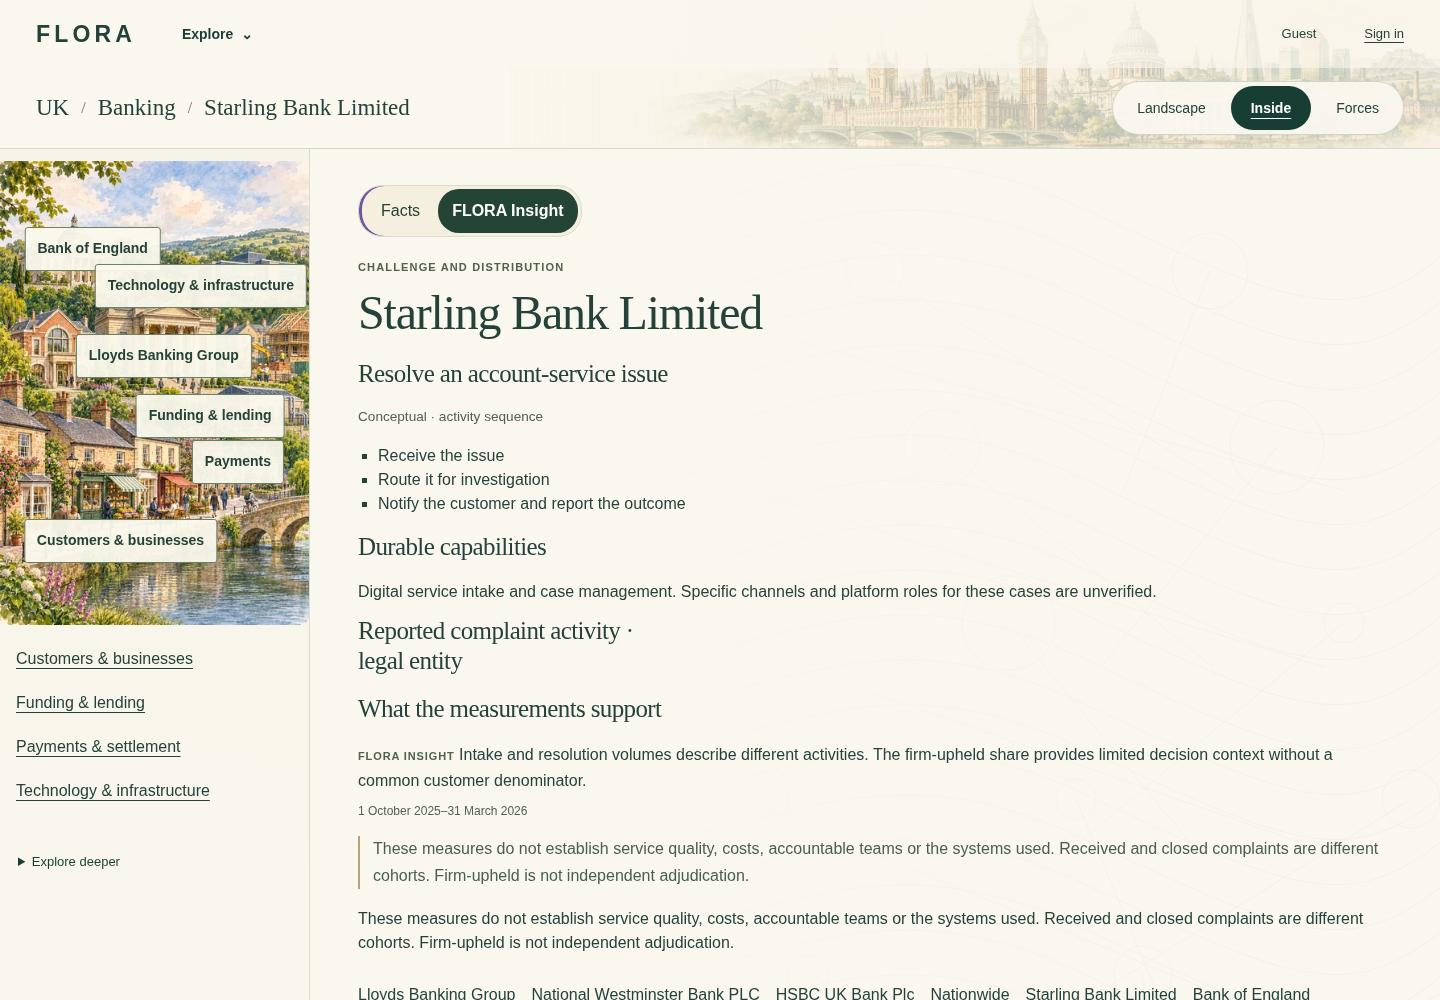 FLORA
Explore
Guest
Sign in
UK / Banking / Starling Bank Limited
Landscape
Inside
Forces
Bank of England
Technology & infrastructure
Lloyds Banking Group
Funding & lending
Payments
Customers & businesses
Customers & businesses
Funding & lending
Payments & settlement
Technology & infrastructure
Explore deeper
Facts
FLORA Insight
CHALLENGE AND DISTRIBUTION
Starling Bank Limited
Resolve an account-service issue
Conceptual · activity sequence
Receive the issue
Route it for investigation
Notify the customer and report the outcome
Durable capabilities
Digital service intake and case management. Specific channels and platform roles for these cases are unverified.
Reported complaint activity ·
legal entity
What the measurements support
FLORA INSIGHT Intake and resolution volumes describe different activities. The firm-upheld share provides limited decision context without a
common customer denominator.
1 October 2025–31 March 2026
These measures do not establish service quality, costs, accountable teams or the systems used. Received and closed complaints are different
cohorts. Firm-upheld is not independent adjudication.
These measures do not establish service quality, costs, accountable teams or the systems used. Received and closed complaints are different
cohorts. Firm-upheld is not independent adjudication.
Lloyds Banking Group National Westminster Bank PLC HSBC UK Bank Plc Nationwide Starling Bank Limited Bank of England